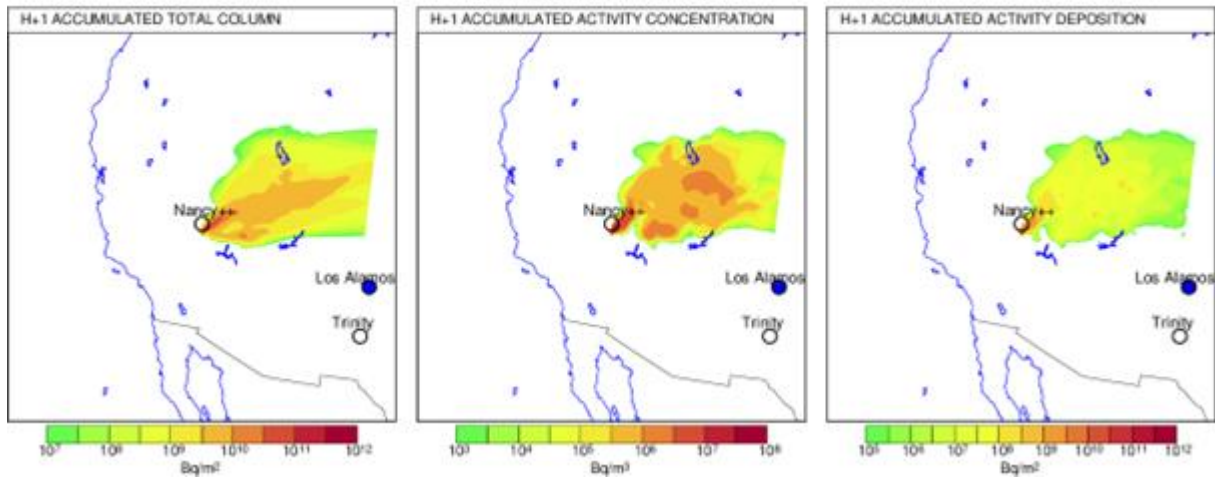 H+1 ACCUMULATED TOTAL COLUMN
Nancy++
Los Alamos
Trinity
10⁷ 10⁸ 10⁹ 10¹⁰ 10¹¹ 10¹²
Bq/m²
H+1 ACCUMULATED ACTIVITY CONCENTRATION
Nancy++
Los Alamos
Trinity
10³ 10⁴ 10⁵ 10⁶ 10⁷ 10⁸
Bq/m³
H+1 ACCUMULATED ACTIVITY DEPOSITION
Nancy++
Los Alamos
Trinity
10⁵ 10⁶ 10⁷ 10⁸ 10⁹ 10¹⁰ 10¹¹ 10¹²
Bq/m²